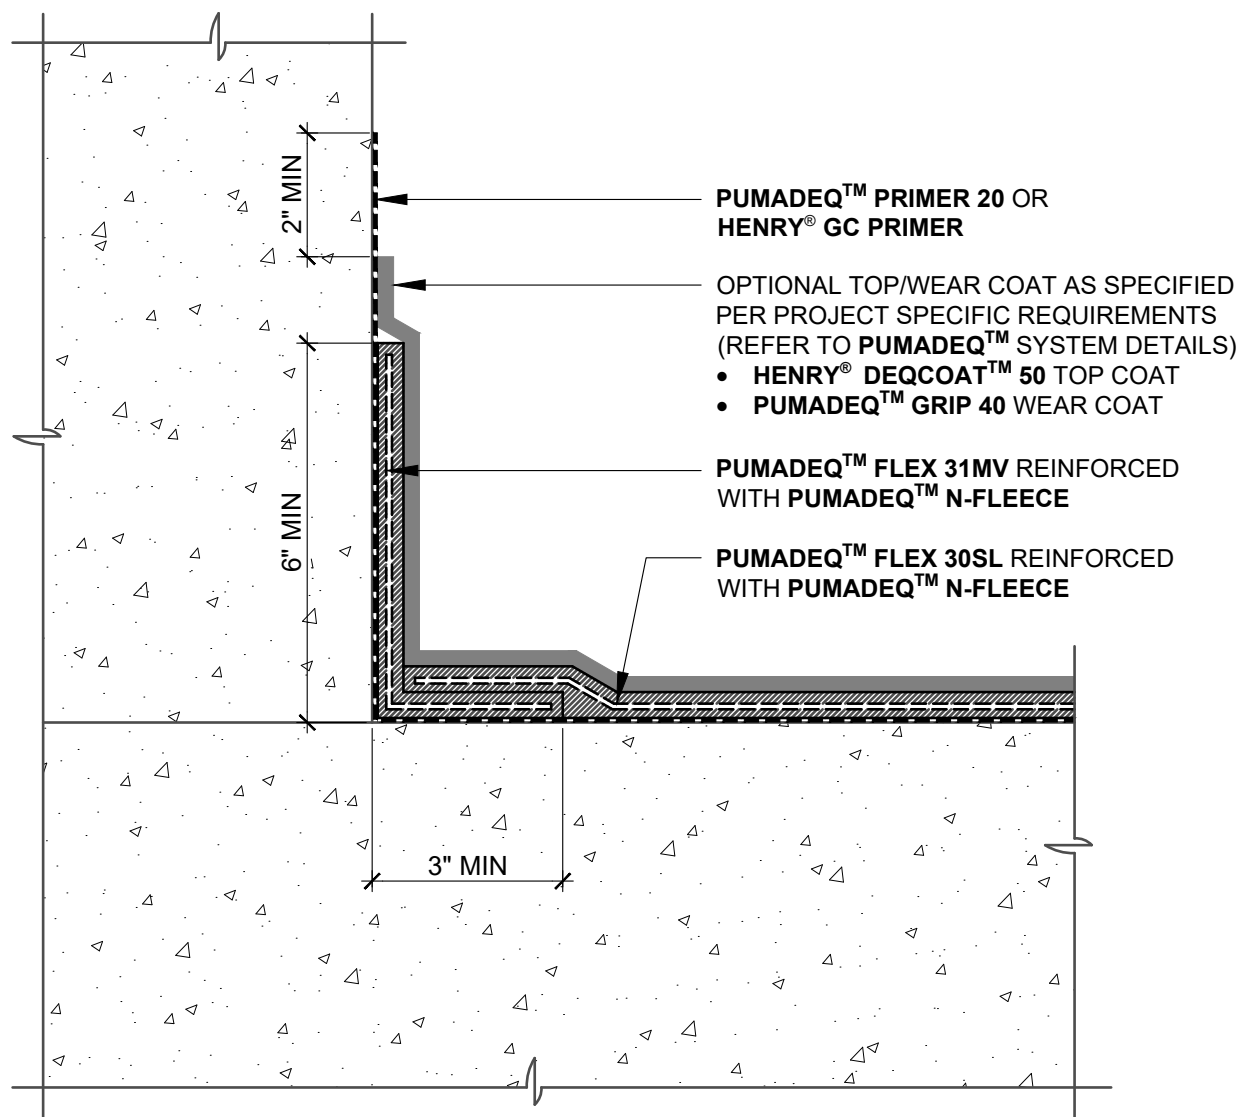 2" MIN
PUMADEQ™ PRIMER 20 OR
HENRY® GC PRIMER
OPTIONAL TOP/WEAR COAT AS SPECIFIED
PER PROJECT SPECIFIC REQUIREMENTS
(REFER TO PUMADEQ™ SYSTEM DETAILS)
• HENRY® DEQCOAT™ 50 TOP COAT
• PUMADEQ™ GRIP 40 WEAR COAT
6" MIN
PUMADEQ™ FLEX 31MV REINFORCED
WITH PUMADEQ™ N-FLEECE
PUMADEQ™ FLEX 30SL REINFORCED
WITH PUMADEQ™ N-FLEECE
3" MIN